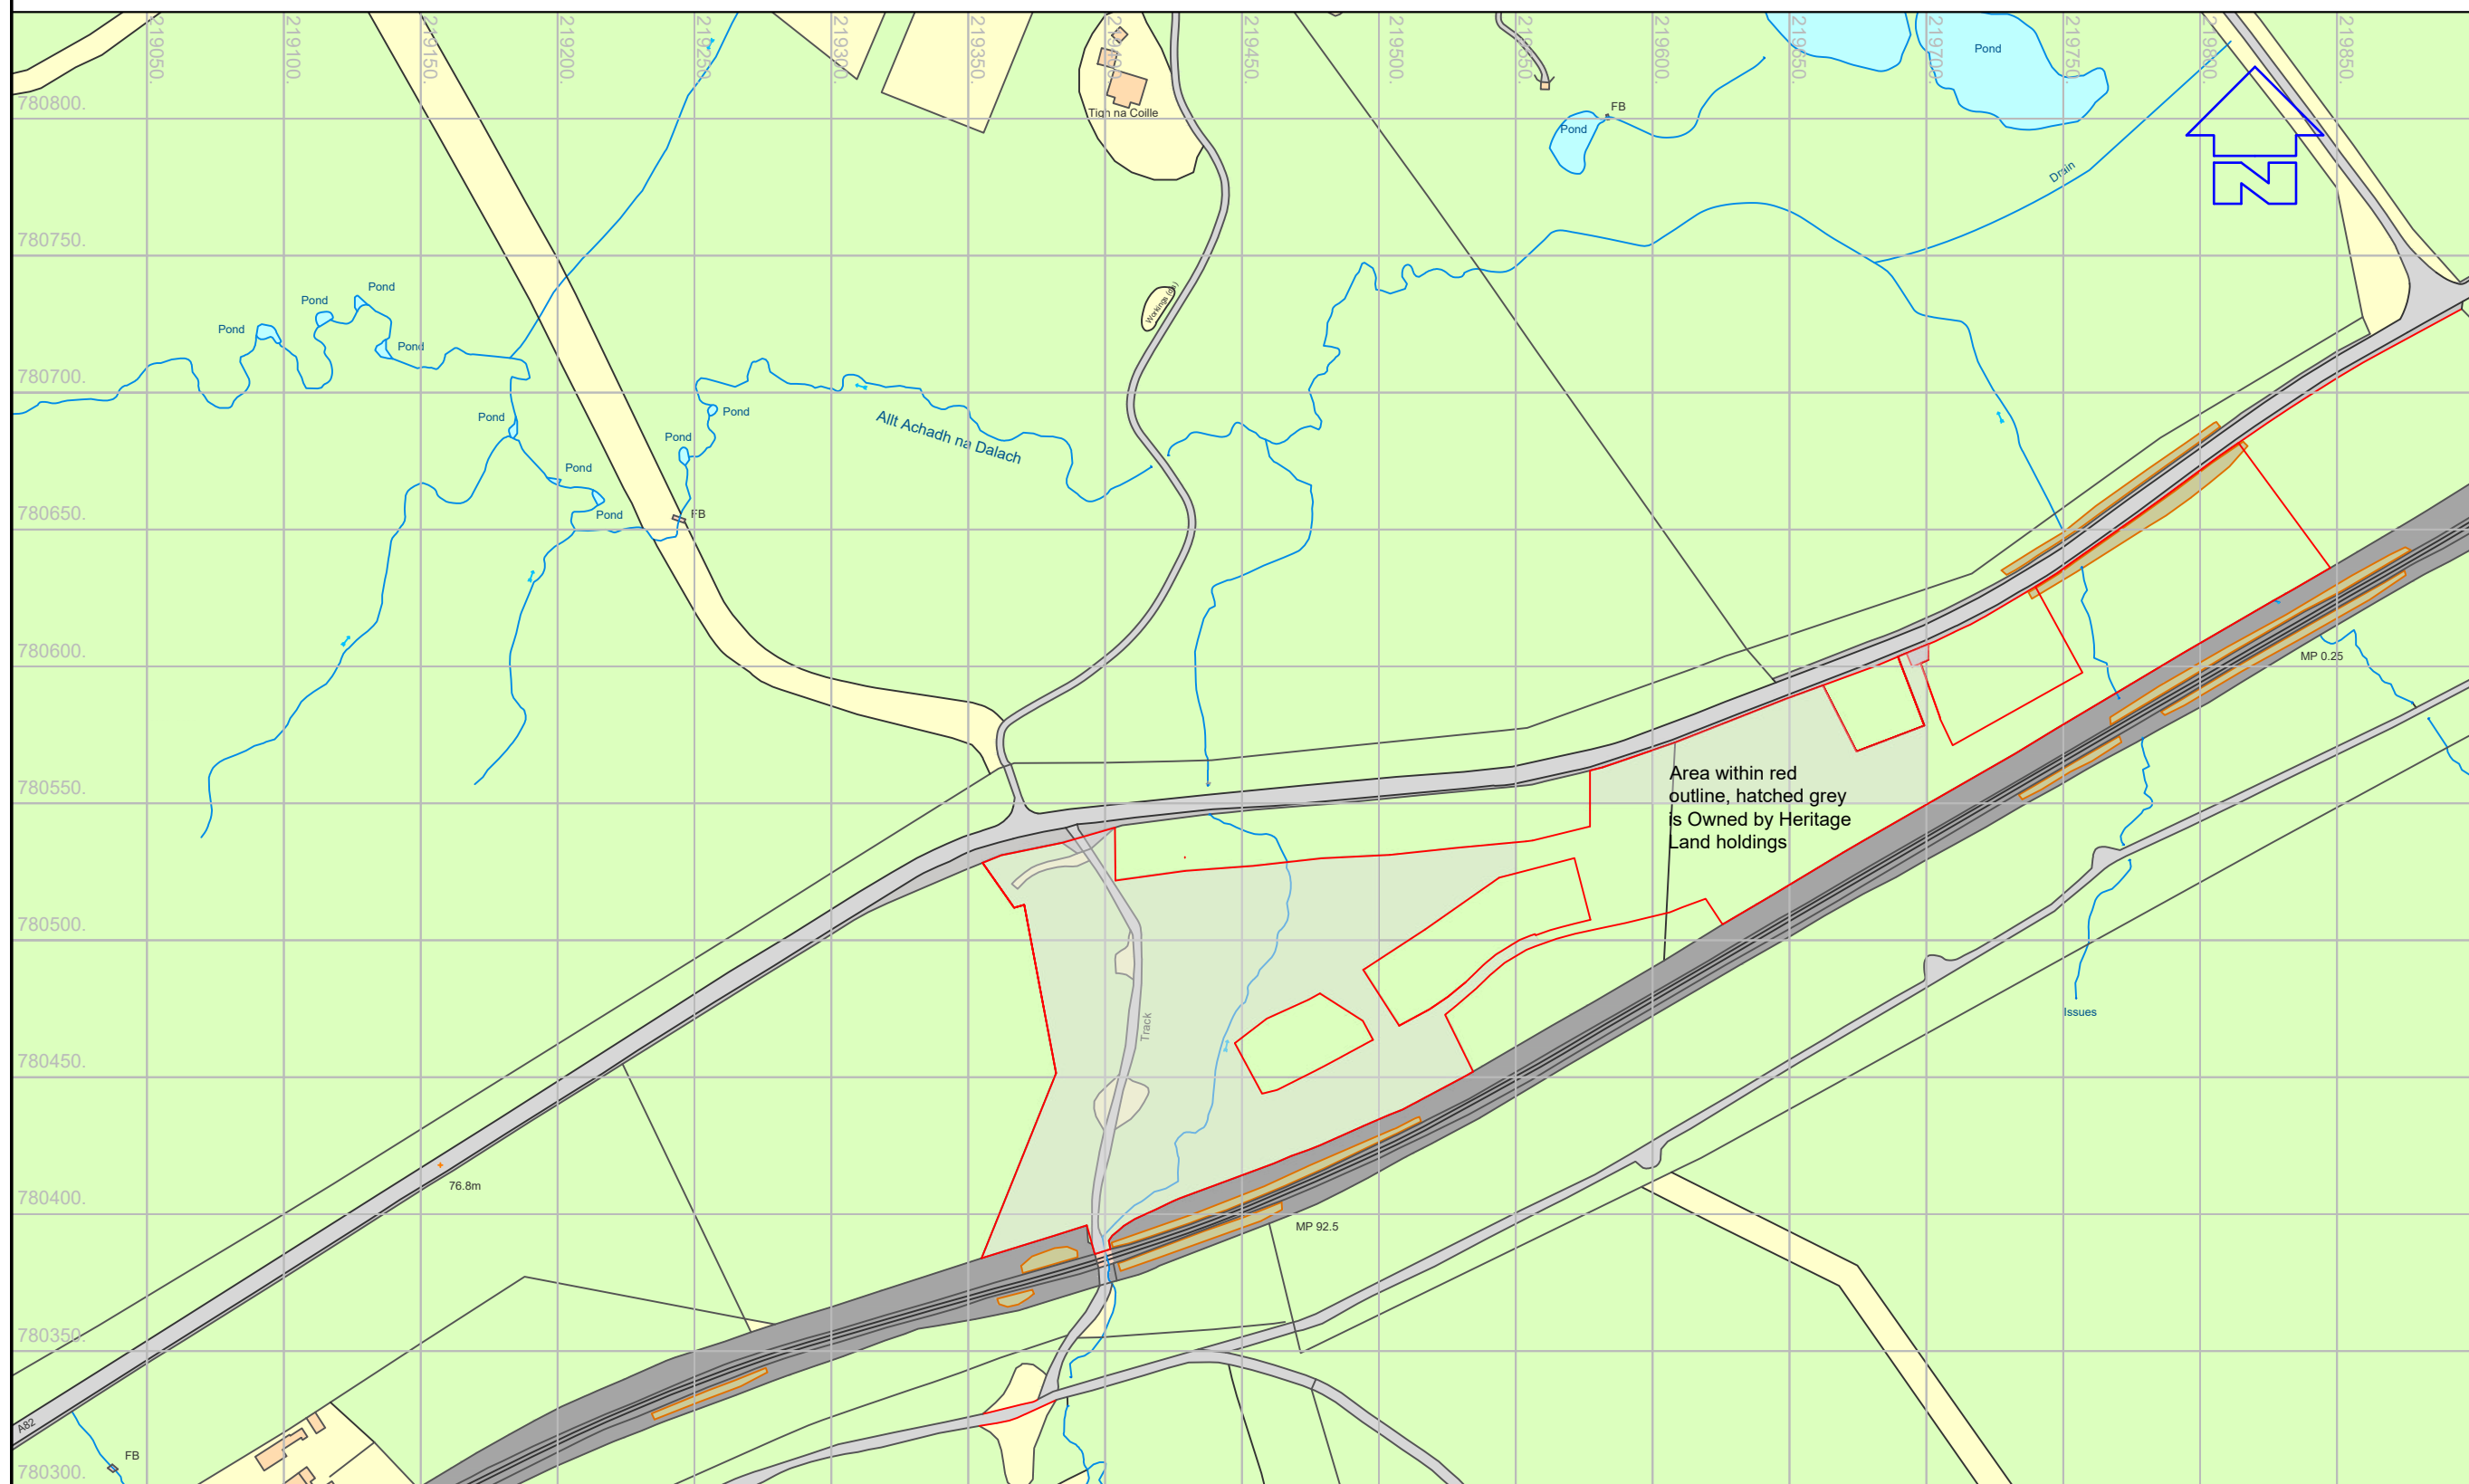 219050.
219100.
219150.
219200.
219250
219300.
219350.
219400.
219450.
219500.
219600.
219700.
219750.
219800.
219850.
780800.
780750.
780700.
780650.
780600.
780550.
780500.
780450.
780400.
780350.
780300.
Tigh na Coille
Pond
FB
Pond
Drain
Pond
Pond
Pond
Pond
Pond
Pond
Pond
Pond
Pond
FB
Allt Achadh na Dalach
Workings (dis)
MP 0.25
Area within red
outline, hatched grey
is Owned by Heritage
Land holdings
Track
Issues
76.8m
MP 92.5
A82
FB
N